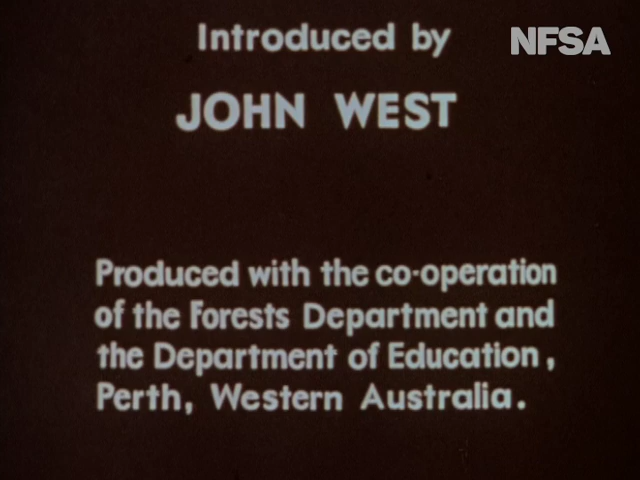 Introduced by
NFSA
JOHN WEST
Produced with the co-operation
of the Forests Department and
the Department of Education,
Perth, Western Australia.